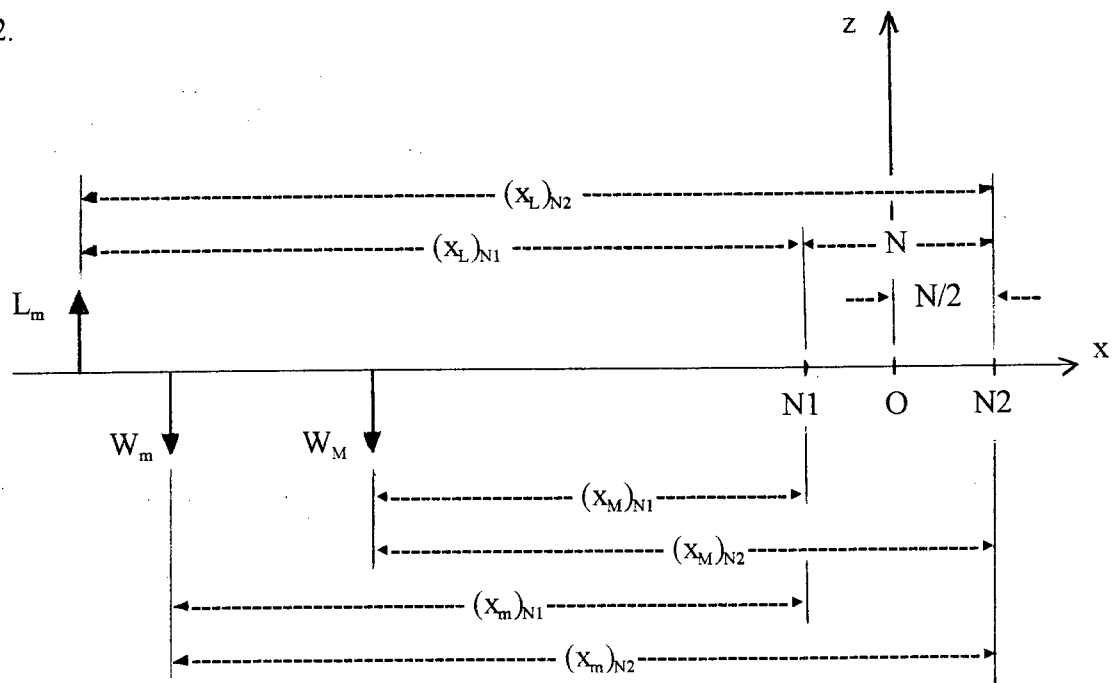 2.
z
(x_L)_N2
(x_L)_N1
N
L_m
N/2
x
N1 O N2
W_m W_M
(x_M)_N1
(x_M)_N2
(x_m)_N1
(x_m)_N2